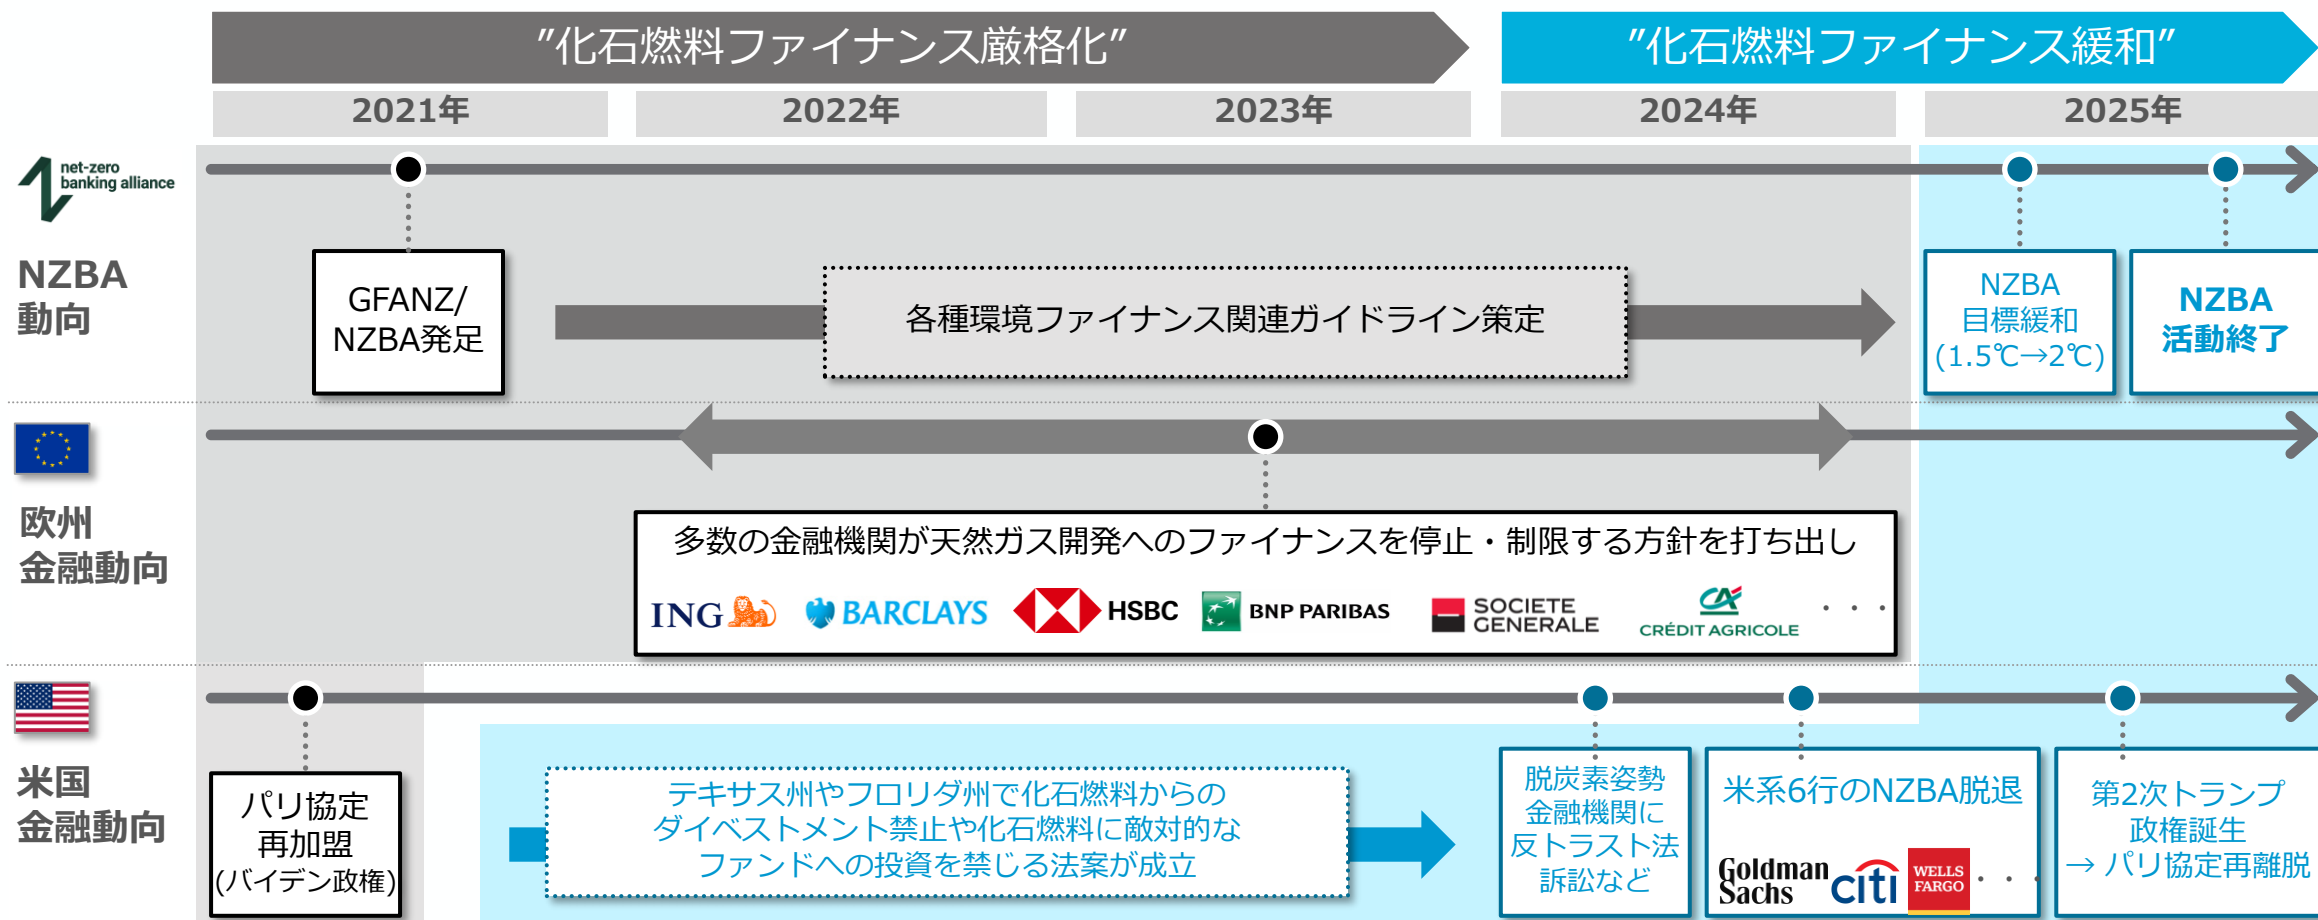 ”化石燃料ファイナンス厳格化”
”化石燃料ファイナンス緩和”
2021年
2022年
2023年
2024年
2025年
net-zero
banking alliance
NZBA
動向
GFANZ/
NZBA発足
各種環境ファイナンス関連ガイドライン策定
NZBA
目標緩和
(1.5℃→2℃)
NZBA
活動終了
欧州
金融動向
多数の金融機関が天然ガス開発へのファイナンスを停止・制限する方針を打ち出し
ING
BARCLAYS
HSBC
BNP PARIBAS
SOCIETE
GENERALE
CRÉDIT AGRICOLE
・・・
米国
金融動向
パリ協定
再加盟
(バイデン政権)
テキサス州やフロリダ州で化石燃料からの
ダイベストメント禁止や化石燃料に敵対的な
ファンドへの投資を禁じる法案が成立
脱炭素姿勢
金融機関に
反トラスト法
訴訟など
米系6行のNZBA脱退
Goldman
Sachs
citi
WELLS
FARGO
・・・
第2次トランプ
政権誕生
→ パリ協定再離脱